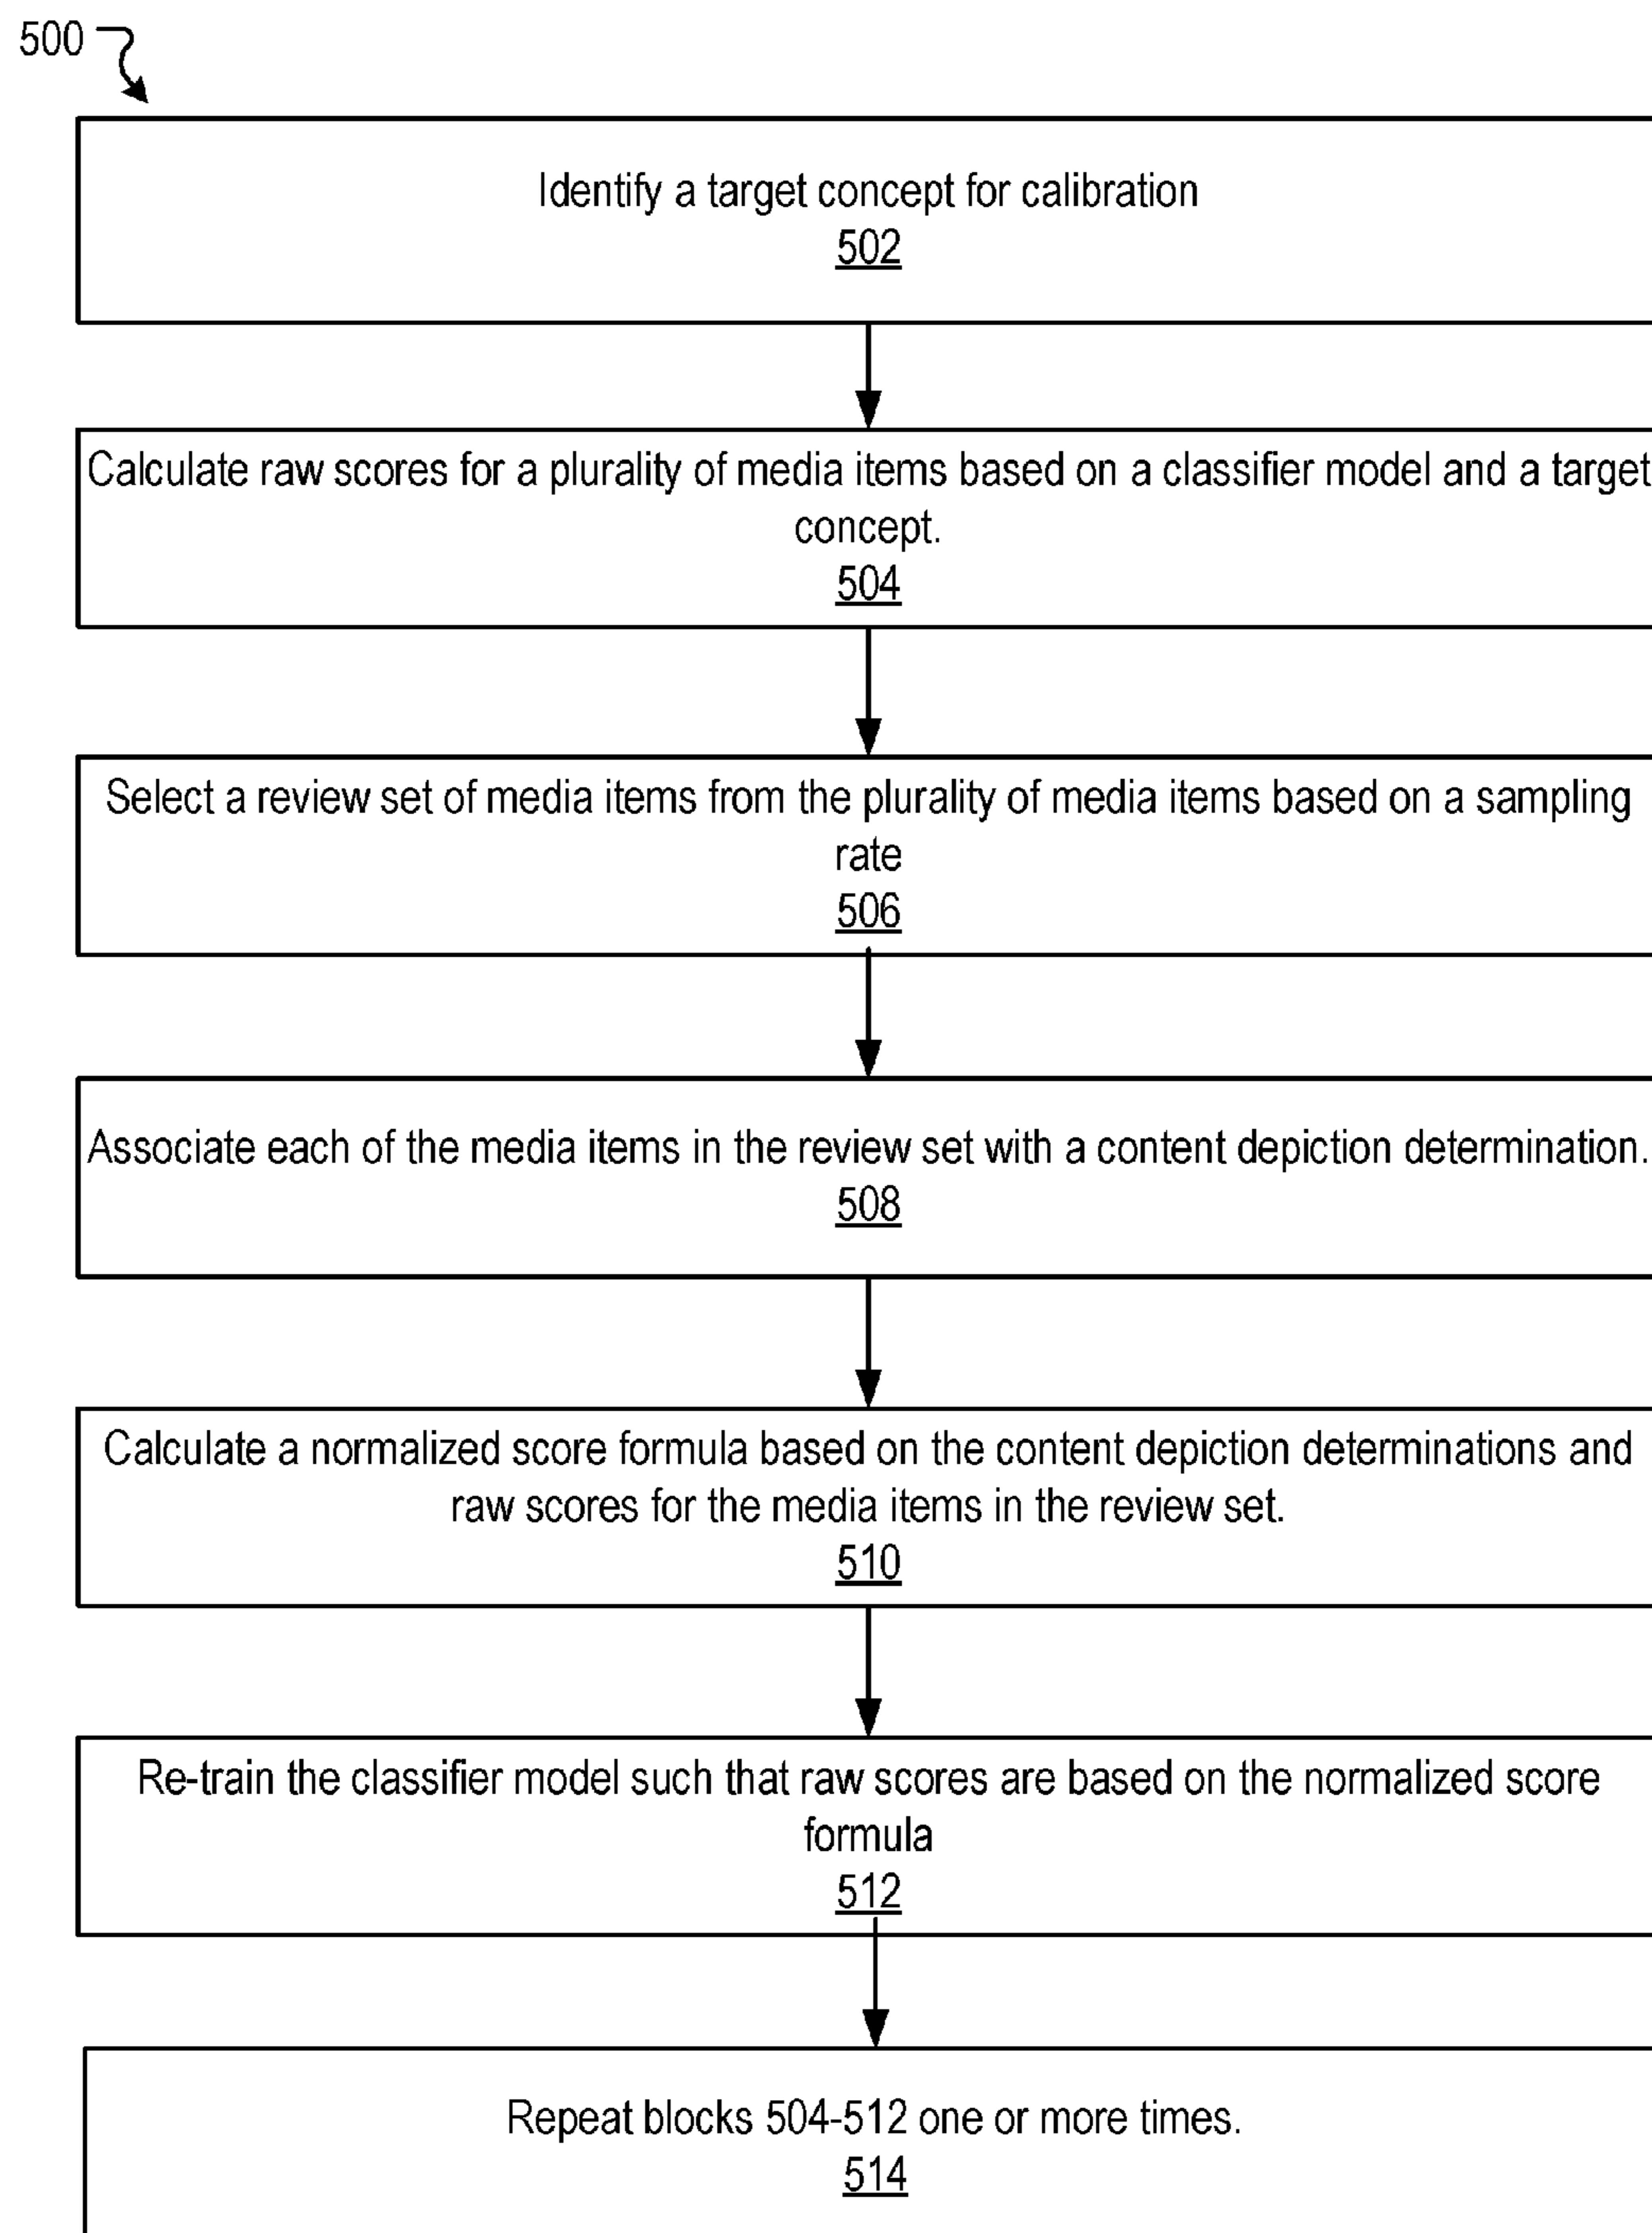 500
Identify a target concept for calibration
502
Calculate raw scores for a plurality of media items based on a classifier model and a target
concept.
504
Select a review set of media items from the plurality of media items based on a sampling
rate
506
Associate each of the media items in the review set with a content depiction determination.
508
Calculate a normalized score formula based on the content depiction determinations and
raw scores for the media items in the review set.
510
Re-train the classifier model such that raw scores are based on the normalized score
formula
512
Repeat blocks 504-512 one or more times.
514